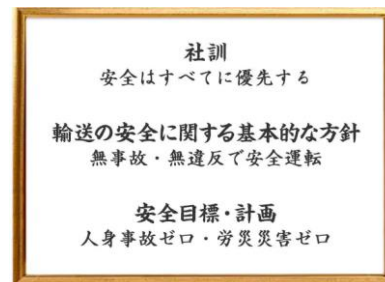 社訓
安全はすべてに優先する
輸送の安全に関する基本的な方針
無事故・無違反で安全運転
安全目標・計画
人身事故ゼロ・労災災害ゼロ